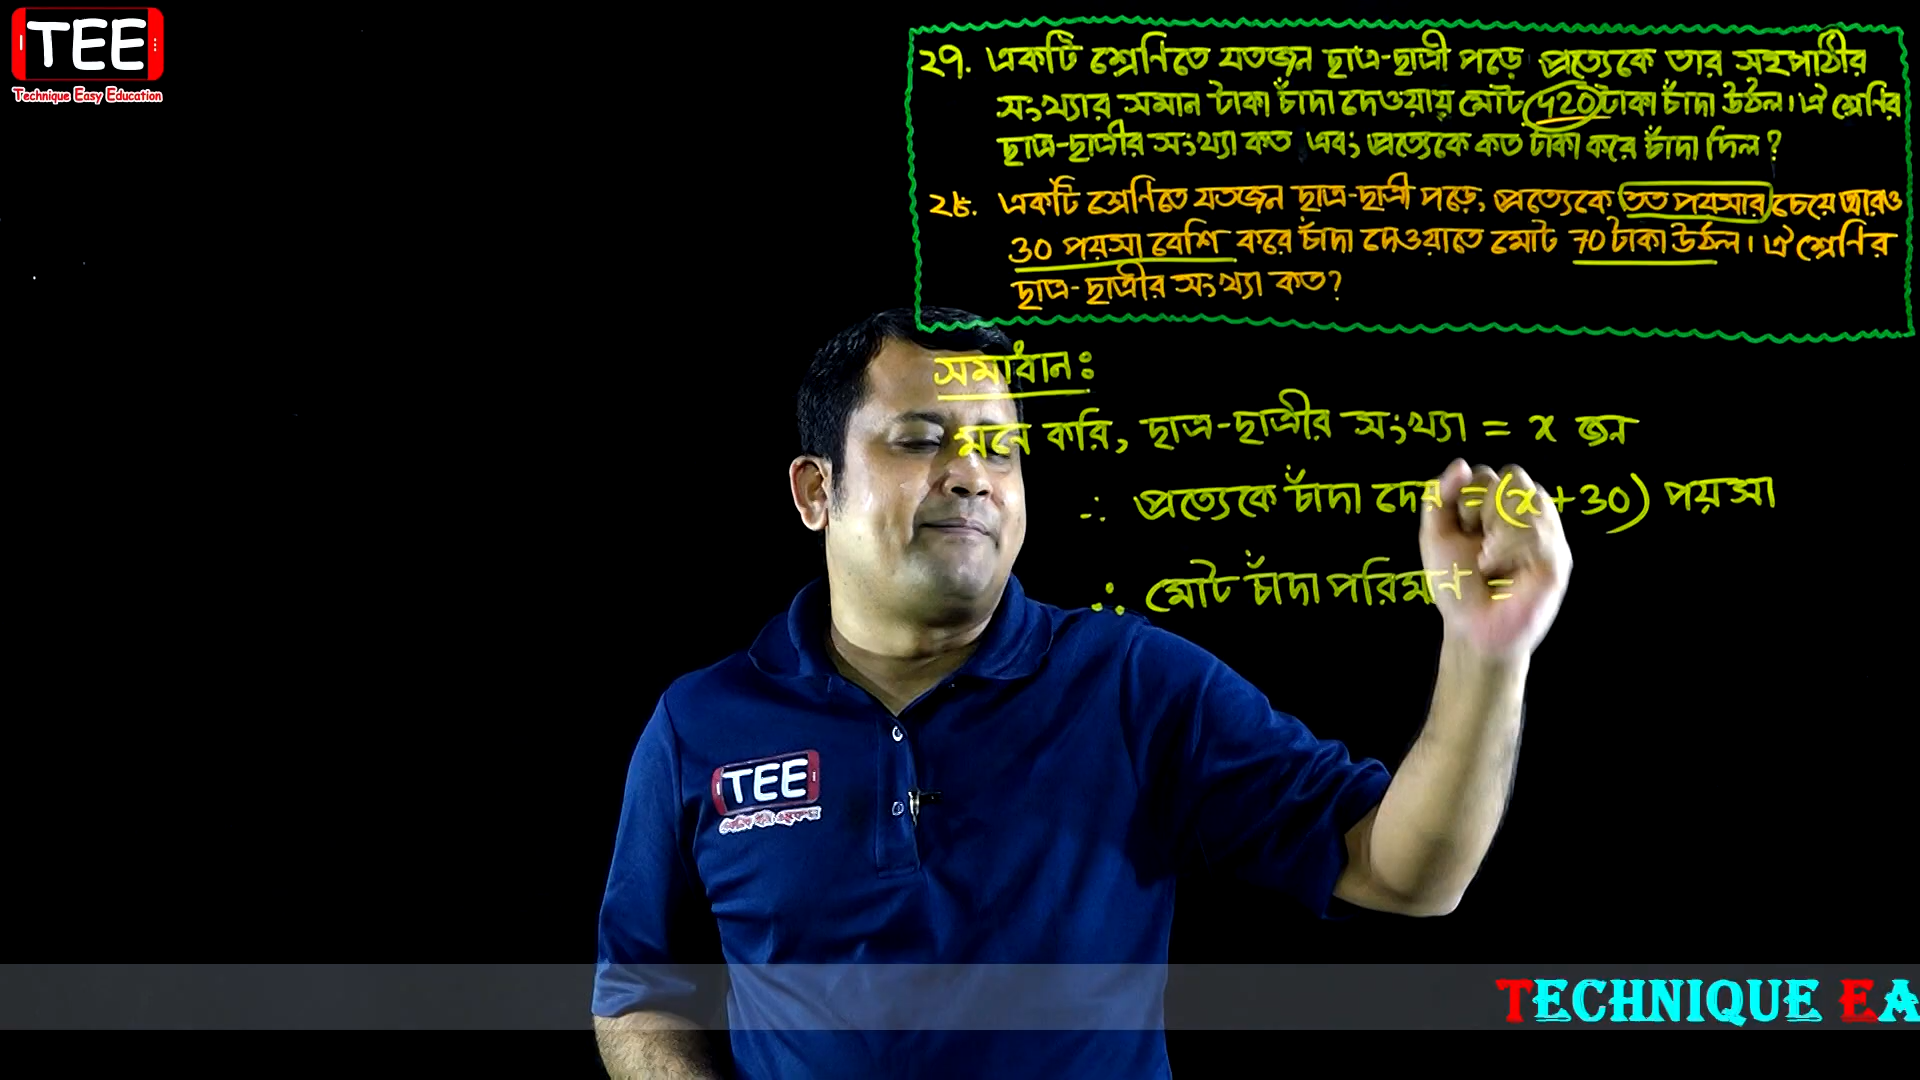 TEE
Technique Easy Education
২৭. একটি শ্রেণিতে যতজন ছাত্র-ছাত্রী পড়ে প্রত্যেকে তার সহপাঠীর
সংখ্যার সমান টাকা চাঁদা দেওয়ায় মোট 420 টাকা চাঁদা উঠল। ঐ শ্রেণির
ছাত্র-ছাত্রীর সংখ্যা কত এবং প্রত্যেকে কত টাকা করে চাঁদা দিল?
২৮. একটি শ্রেণিতে যতজন ছাত্র-ছাত্রী পড়ে, প্রত্যেকে তত পয়সার চেয়ে আরও
30 পয়সা বেশি করে চাঁদা দেওয়াতে মোট 70 টাকা উঠল। ঐ শ্রেণির
ছাত্র-ছাত্রীর সংখ্যা কত?
সমাধান:
মনে করি, ছাত্র-ছাত্রীর সংখ্যা = x জন
∴ প্রত্যেকে চাঁদা দেয় = (x+30) পয়সা
∴ মোট চাঁদা পরিমান =
TEE
TECHNIQUE EA